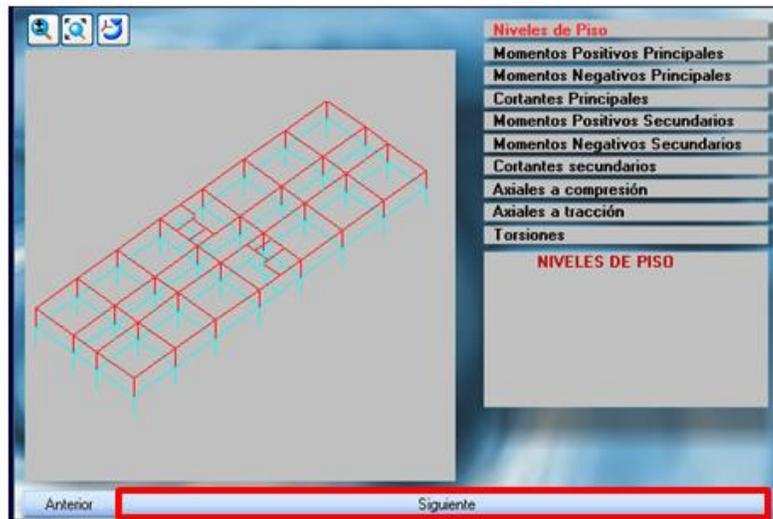 Niveles de Piso
Momentos Positivos Principales
Momentos Negativos Principales
Cortantes Principales
Momentos Positivos Secundarios
Momentos Negativos Secundarios
Cortantes secundarios
Axiales a compresión
Axiales a tracción
Torsiones
NIVELES DE PISO
Anterior
Siguiente